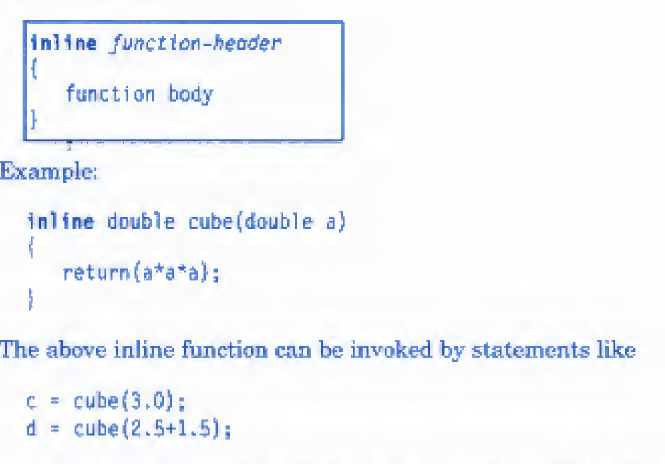 inline function-header
{
function body
}
Example:
inline double cube(double a)
{
return(a*a*a);
}
The above inline function can be invoked by statements like
c = cube(3.0);
d = cube(2.5+1.5);